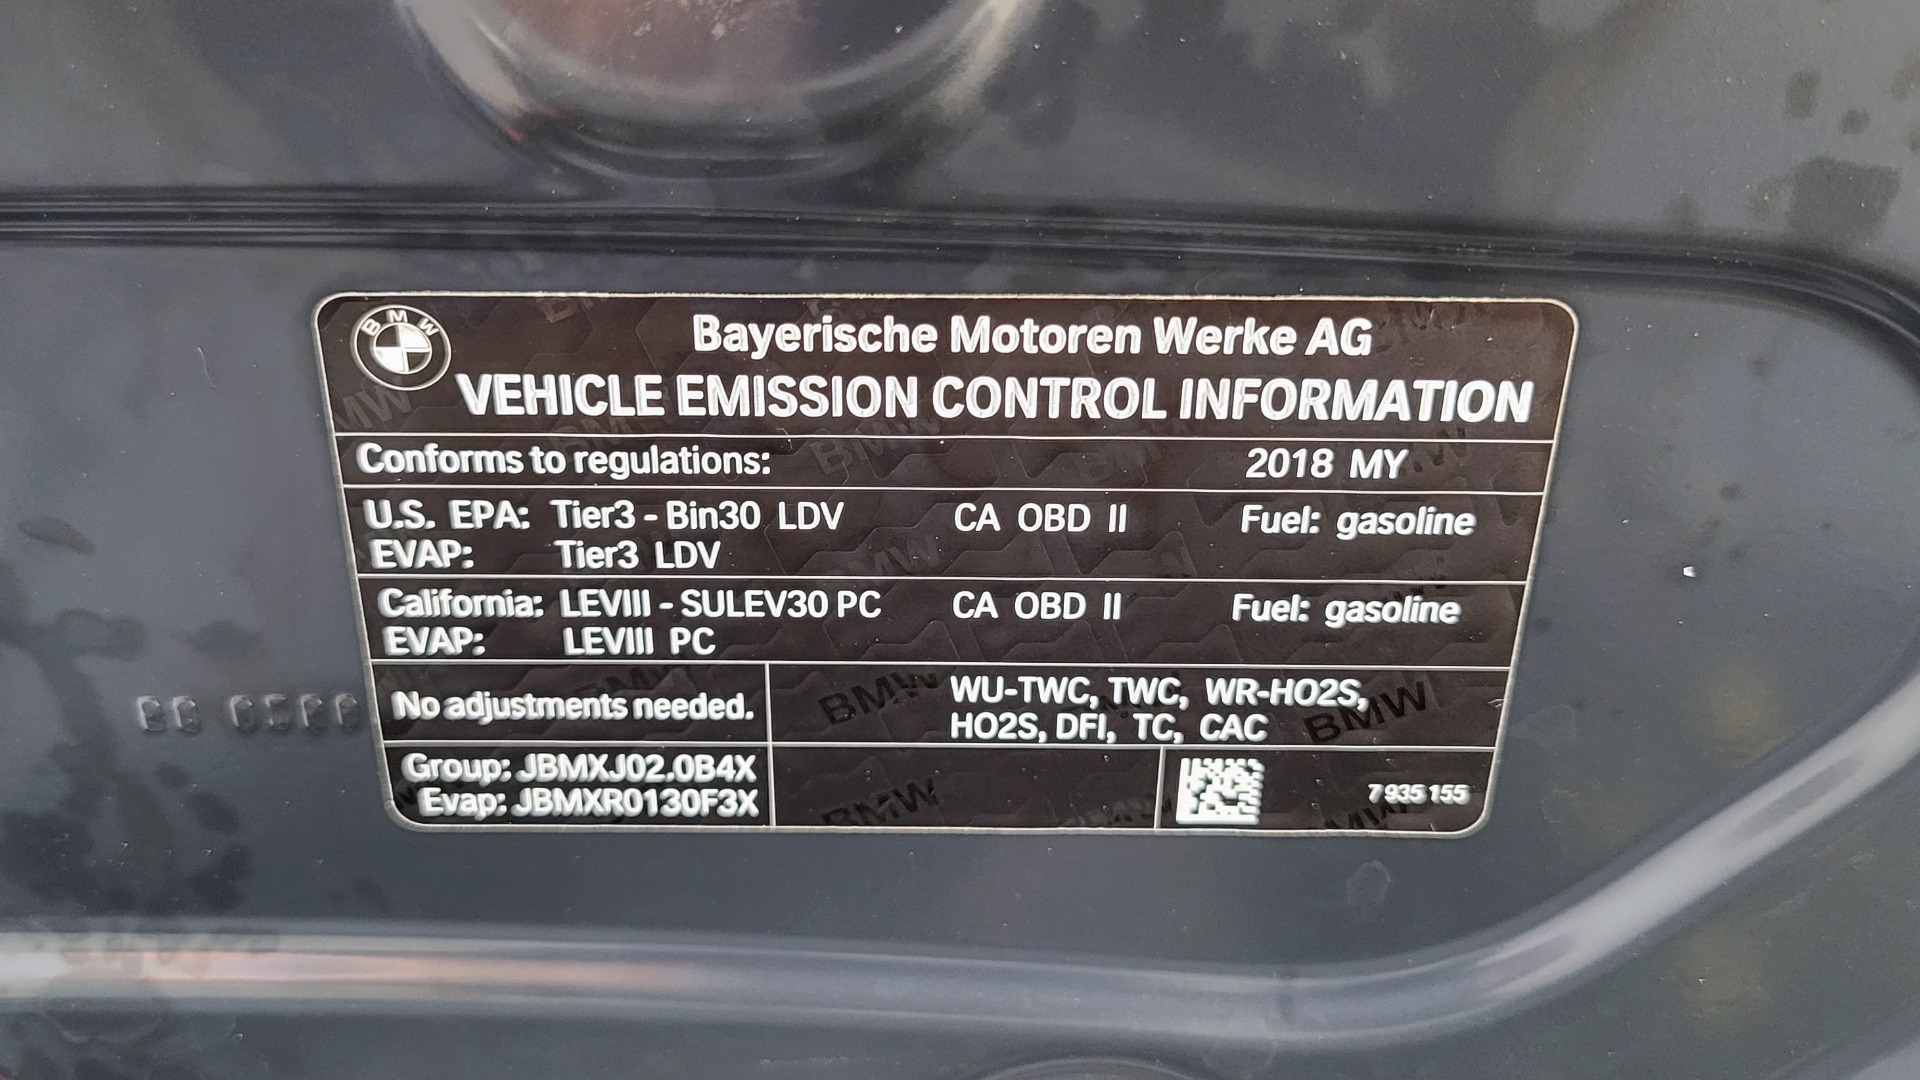 BMW
Bayerische Motoren Werke AG
VEHICLE EMISSION CONTROL INFORMATION
Conforms to regulations: 2018 MY
U.S. EPA: Tier3 - Bin30 LDV CA OBD II Fuel: gasoline
EVAP: Tier3 LDV
California: LEVIII - SULEV30 PC CA OBD II Fuel: gasoline
EVAP: LEVIII PC
No adjustments needed.
WU-TWC, TWC, WR-HO2S,
HO2S, DFI, TC, CAC
Group: JBMXJ02.0B4X
Evap: JBMXR0130F3X
7 935 155